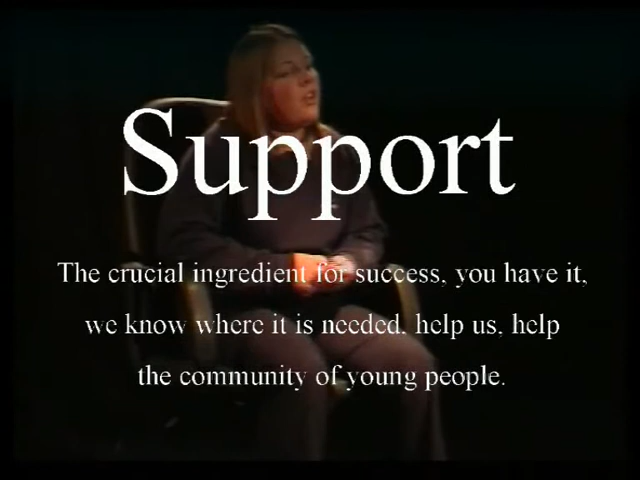 Support
The crucial ingredient for success, you have it,
we know where it is needed, help us, help
the community of young people.